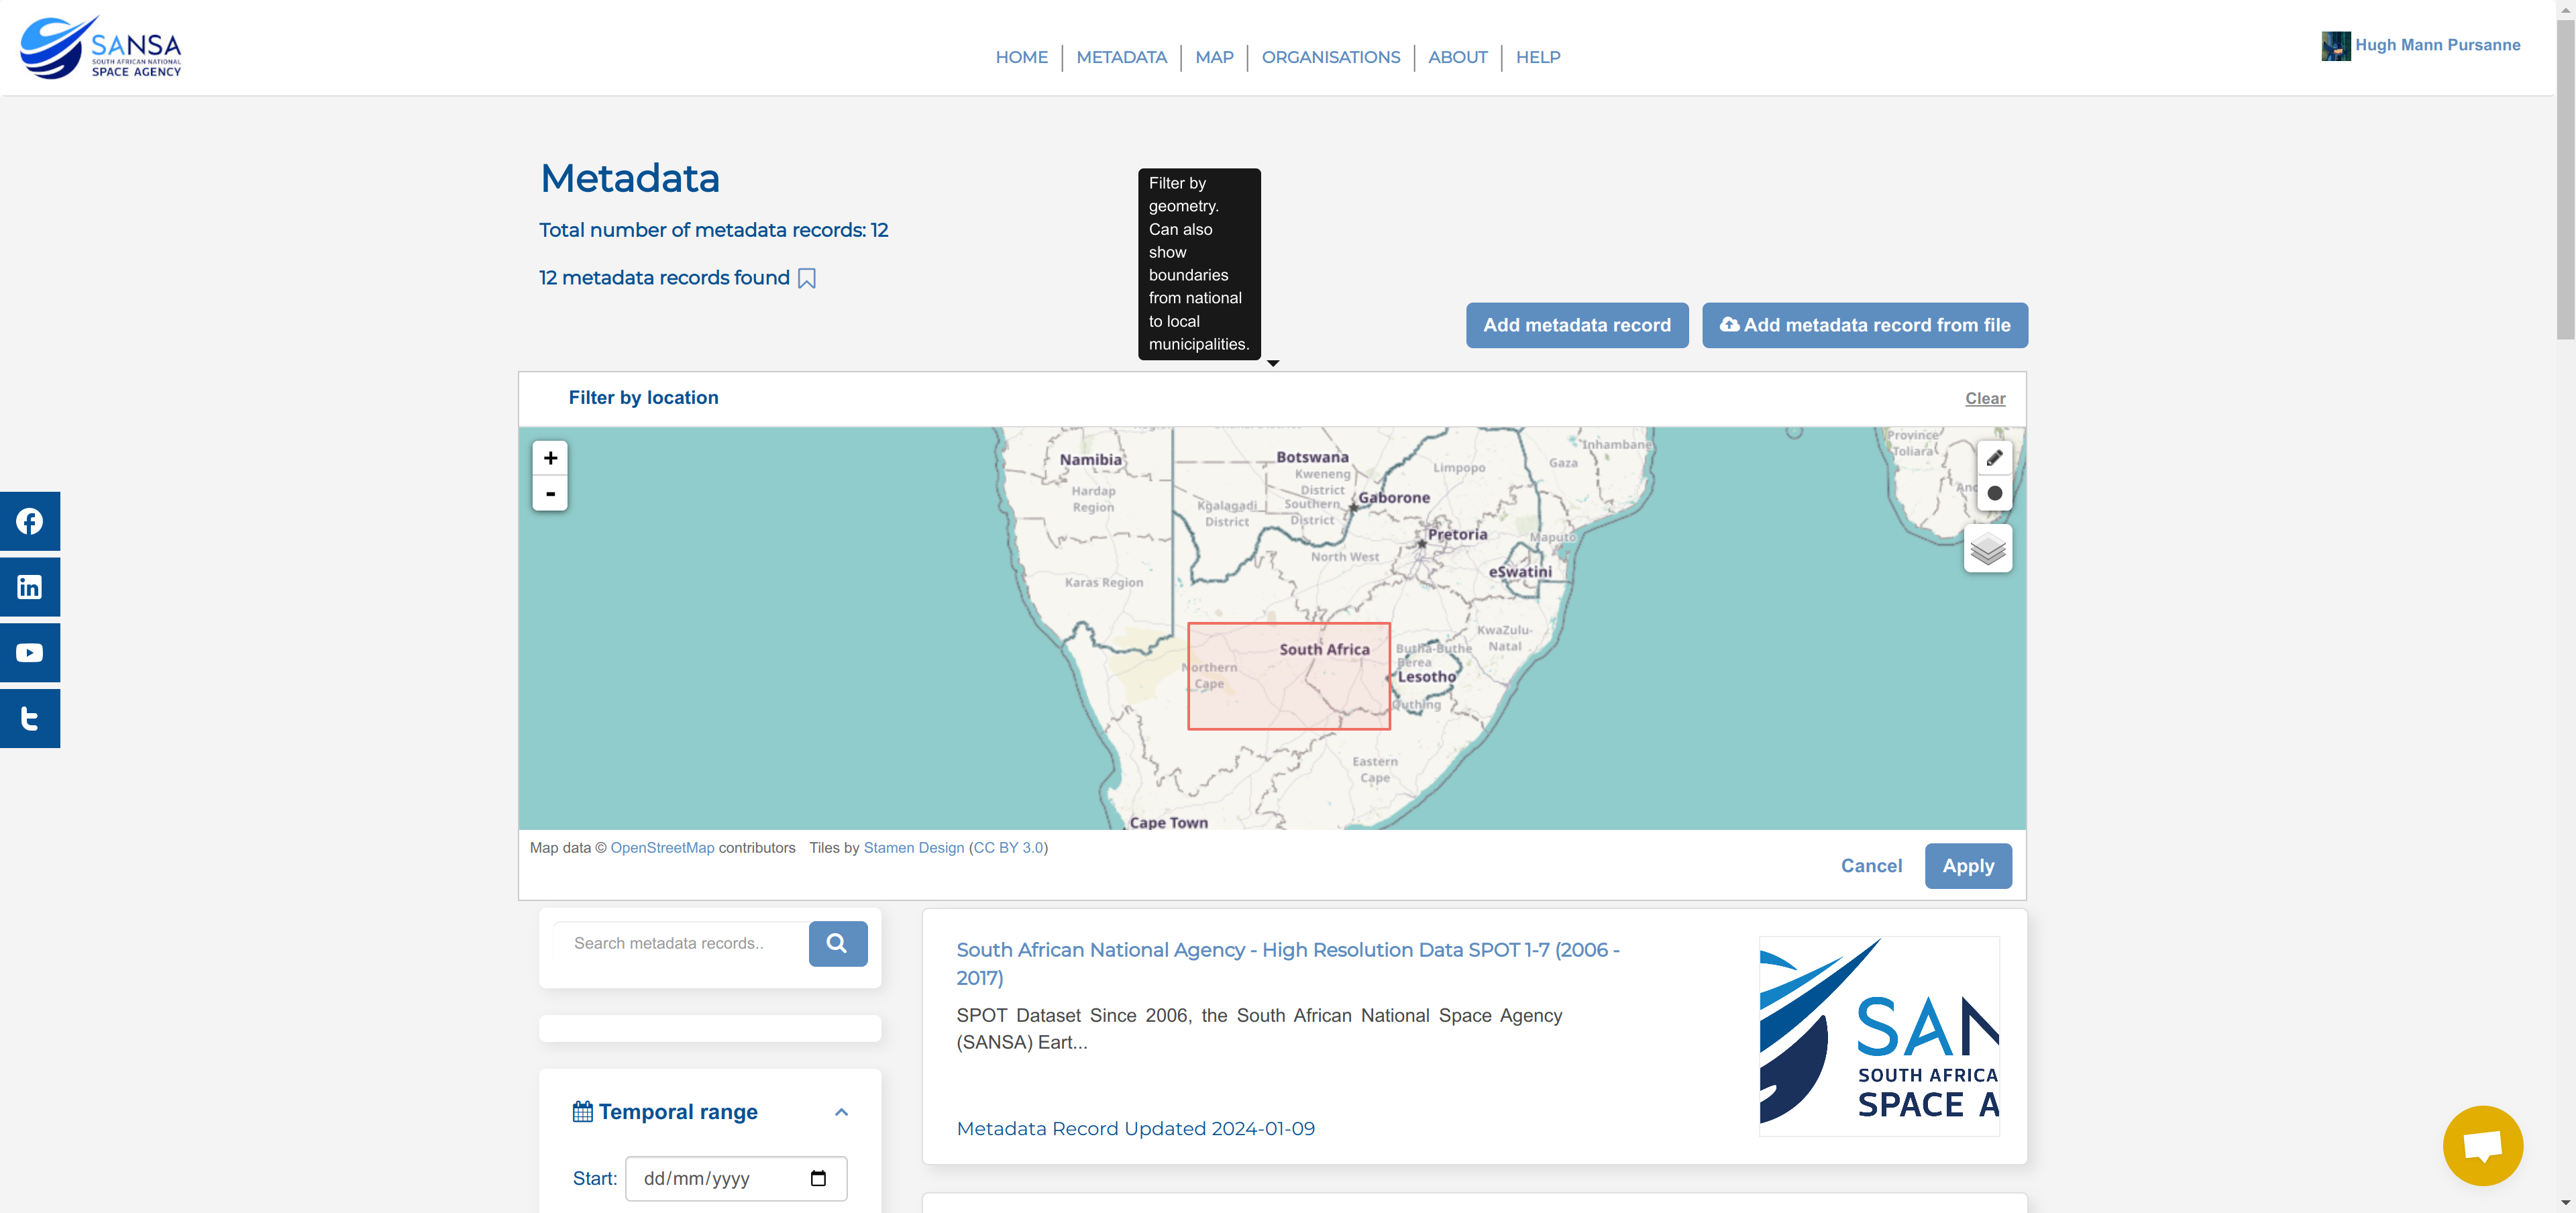 SANSA
SOUTH AFRICAN NATIONAL
SPACE AGENCY
HOME
METADATA
MAP
ORGANISATIONS
ABOUT
HELP
Hugh Mann Pursanne
Metadata
Total number of metadata records: 12
12 metadata records found
Filter by
geometry.
Can also
show
boundaries
from national
to local
municipalities.
Add metadata record
Add metadata record from file
Filter by location
Clear
+
-
Namibia
Hardap
Region
Karas Region
Botswana
Kweneng
District
Kgalagadi
District
Southern
District
Gaborone
Limpopo
Gaza
Inhambane
Province
Toliara
Pretoria
North West
Maputo
eSwatini
South Africa
Northern
Cape
Butha-Buthe
Berea
Lesotho
Quthing
KwaZulu-
Natal
Eastern
Cape
Cape Town
Map data © OpenStreetMap contributors Tiles by Stamen Design (CC BY 3.0)
Cancel
Apply
Search metadata records..
South African National Agency - High Resolution Data SPOT 1-7 (2006 -
2017)
SPOT Dataset Since 2006, the South African National Space Agency
(SANSA) Eart...
Metadata Record Updated 2024-01-09
SAN
SOUTH AFRICA
SPACE A
Temporal range
Start:
dd/mm/yyyy